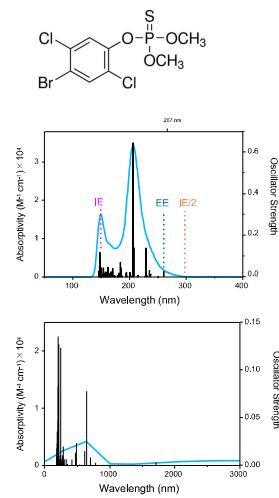 Cl
S
O
P
OCH3
OCH3
Br
Cl
267 nm
3
2
1
0
Absorptivity (M-1 cm-1) × 10⁴
IE
EE
IE/2
0.6
0.4
0.2
0.0
Oscillator Strength
100
200
300
400
Wavelength (nm)
2
1
0
Absorptivity (M-1 cm-1) × 10⁴
0.15
0.10
0.05
0.00
Oscillator Strength
0
1000
2000
3000
Wavelength (nm)